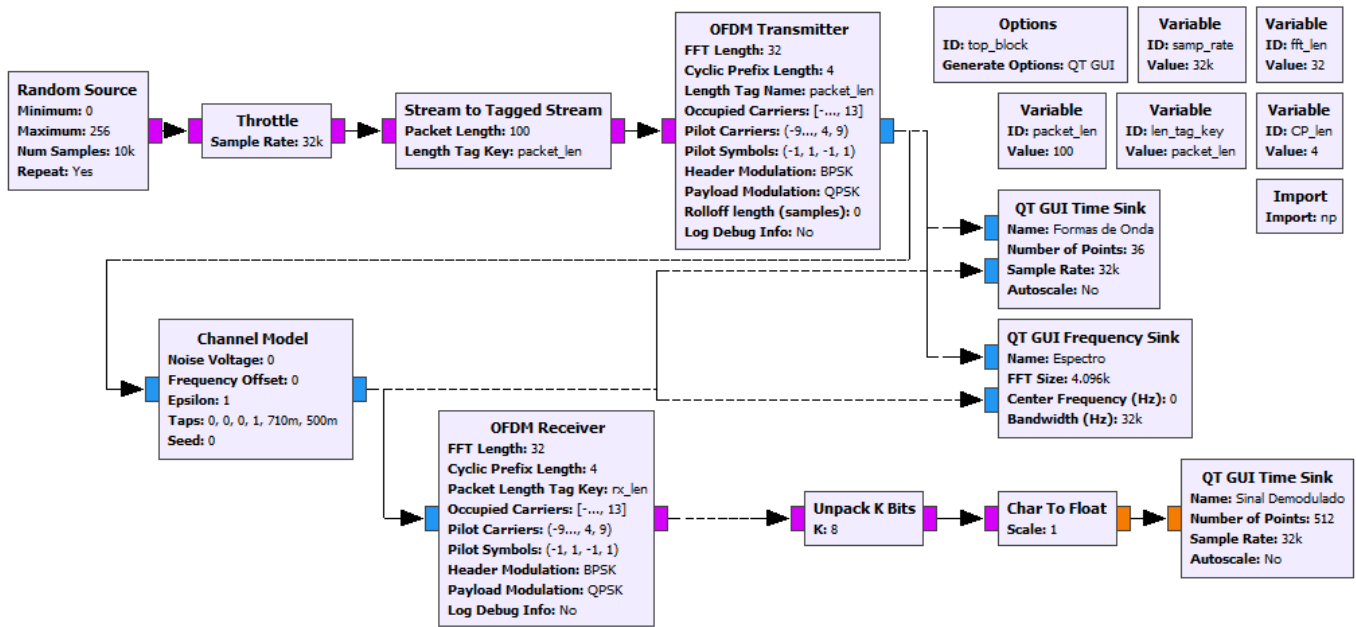 Random Source
Minimum: 0
Maximum: 256
Num Samples: 10k
Repeat: Yes
Throttle
Sample Rate: 32k
Stream to Tagged Stream
Packet Length: 100
Length Tag Key: packet_len
OFDM Transmitter
FFT Length: 32
Cyclic Prefix Length: 4
Length Tag Name: packet_len
Occupied Carriers: [-..., 13]
Pilot Carriers: (-9..., 4, 9)
Pilot Symbols: (-1, 1, -1, 1)
Header Modulation: BPSK
Payload Modulation: QPSK
Rolloff length (samples): 0
Log Debug Info: No
Options
ID: top_block
Generate Options: QT GUI
Variable
ID: samp_rate
Value: 32k
Variable
ID: fft_len
Value: 32
Variable
ID: packet_len
Value: 100
Variable
ID: len_tag_key
Value: packet_len
Variable
ID: CP_len
Value: 4
Import
Import: np
QT GUI Time Sink
Name: Formas de Onda
Number of Points: 36
Sample Rate: 32k
Autoscale: No
QT GUI Frequency Sink
Name: Espectro
FFT Size: 4.096k
Center Frequency (Hz): 0
Bandwidth (Hz): 32k
Channel Model
Noise Voltage: 0
Frequency Offset: 0
Epsilon: 1
Taps: 0, 0, 0, 1, 710m, 500m
Seed: 0
OFDM Receiver
FFT Length: 32
Cyclic Prefix Length: 4
Packet Length Tag Key: rx_len
Occupied Carriers: [-..., 13]
Pilot Carriers: (-9..., 4, 9)
Pilot Symbols: (-1, 1, -1, 1)
Header Modulation: BPSK
Payload Modulation: QPSK
Log Debug Info: No
Unpack K Bits
K: 8
Char To Float
Scale: 1
QT GUI Time Sink
Name: Sinal Demodulado
Number of Points: 512
Sample Rate: 32k
Autoscale: No